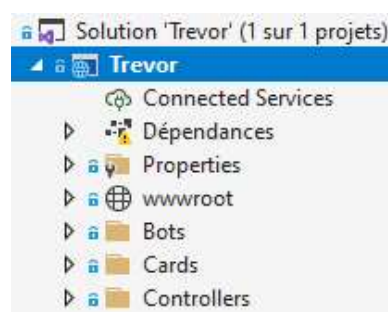 Solution 'Trevor' (1 sur 1 projets)
Trevor
Connected Services
Dépendances
Properties
wwwroot
Bots
Cards
Controllers